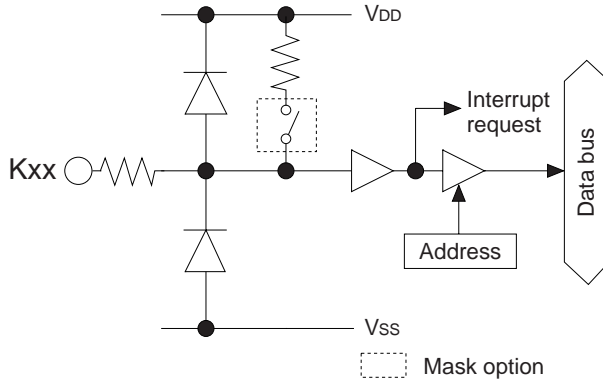 VDD
Interrupt
request
Kxx
Data bus
Address
VSS
Mask option